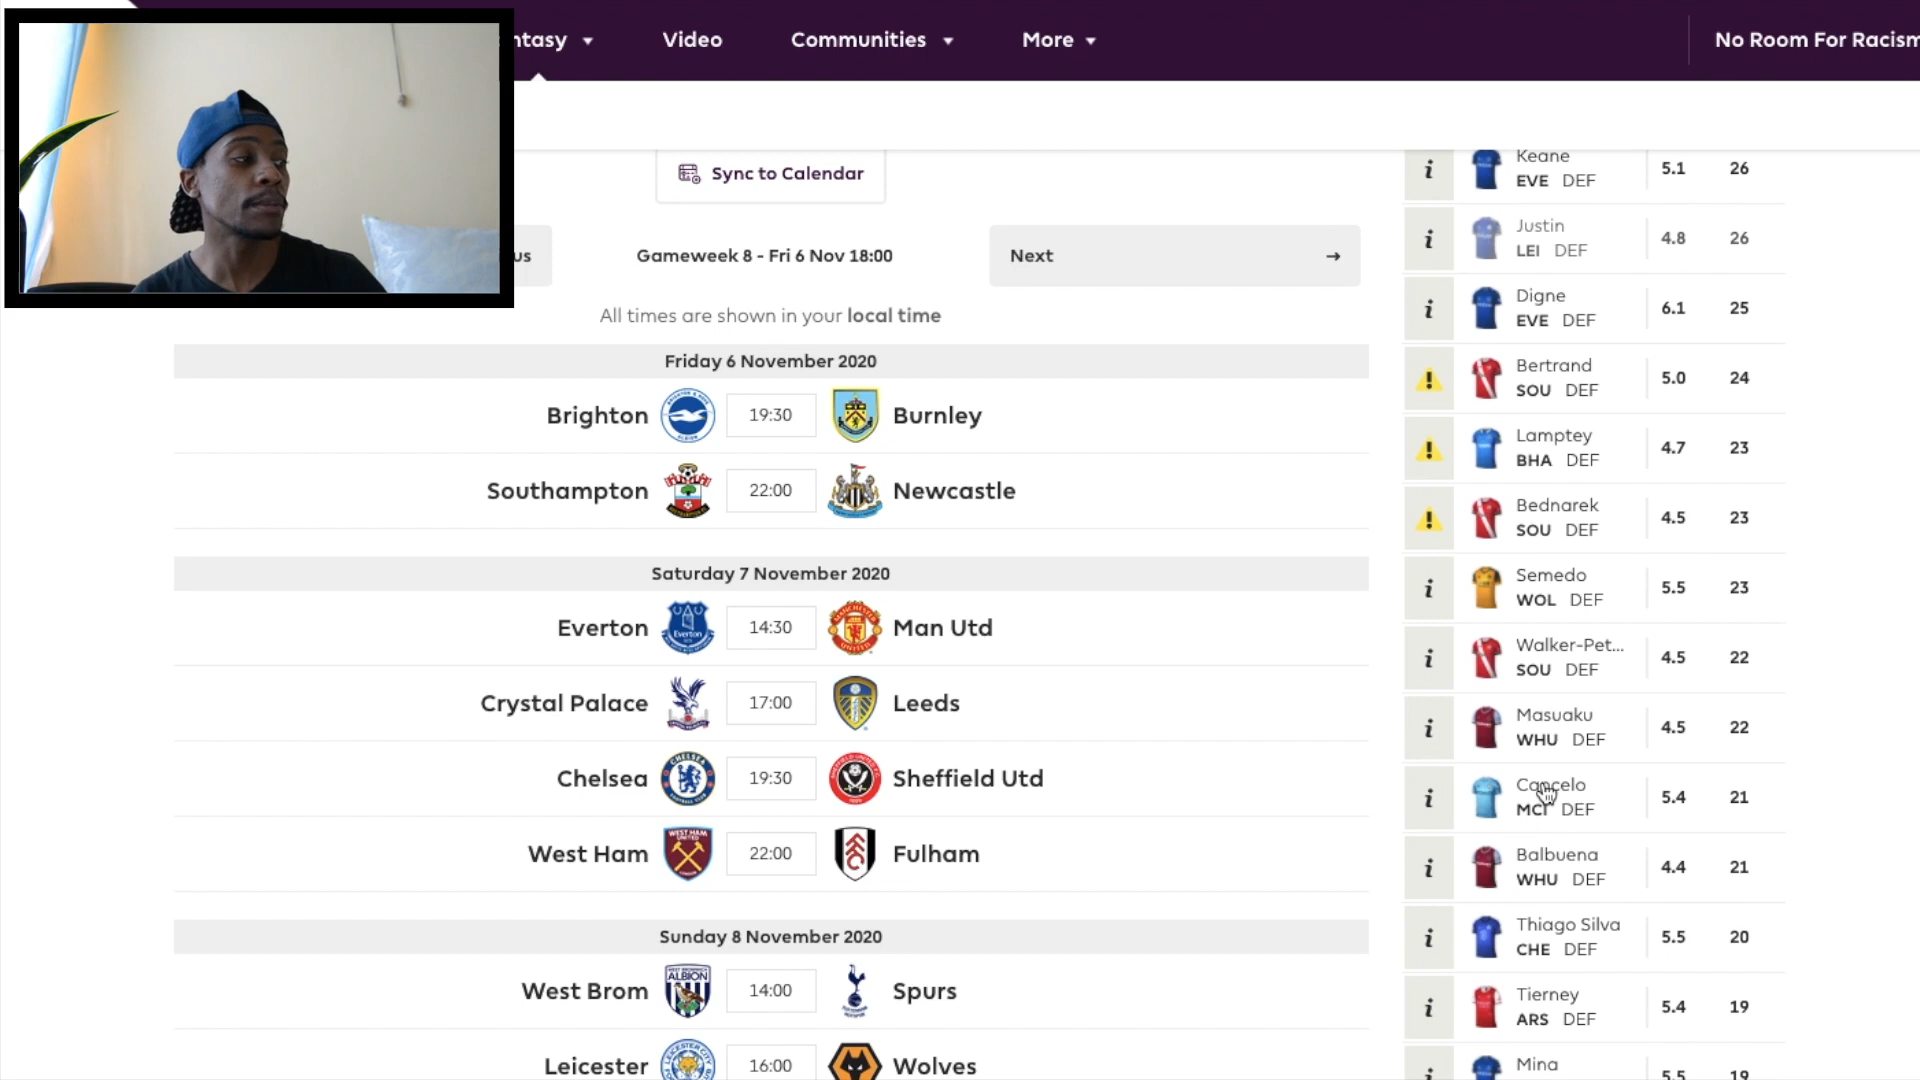 ntasy
Video
Communities
More
No Room For Racism
Sync to Calendar
us
Gameweek 8 - Fri 6 Nov 18:00
Next →
All times are shown in your local time
Friday 6 November 2020
Brighton 19:30 Burnley
Southampton 22:00 Newcastle
Saturday 7 November 2020
Everton 14:30 Man Utd
Crystal Palace 17:00 Leeds
Chelsea 19:30 Sheffield Utd
West Ham 22:00 Fulham
Sunday 8 November 2020
West Brom 14:00 Spurs
Leicester 16:00 Wolves
Keane 5.1 26
EVE DEF
Justin 4.8 26
LEI DEF
Digne 6.1 25
EVE DEF
Bertrand 5.0 24
SOU DEF
Lamptey 4.7 23
BHA DEF
Bednarek 4.5 23
SOU DEF
Semedo 5.5 23
WOL DEF
Walker-Pet... 4.5 22
SOU DEF
Masuaku 4.5 22
WHU DEF
Cancelo 5.4 21
MCI DEF
Balbuena 4.4 21
WHU DEF
Thiago Silva 5.5 20
CHE DEF
Tierney 5.4 19
ARS DEF
Mina 5.5 19